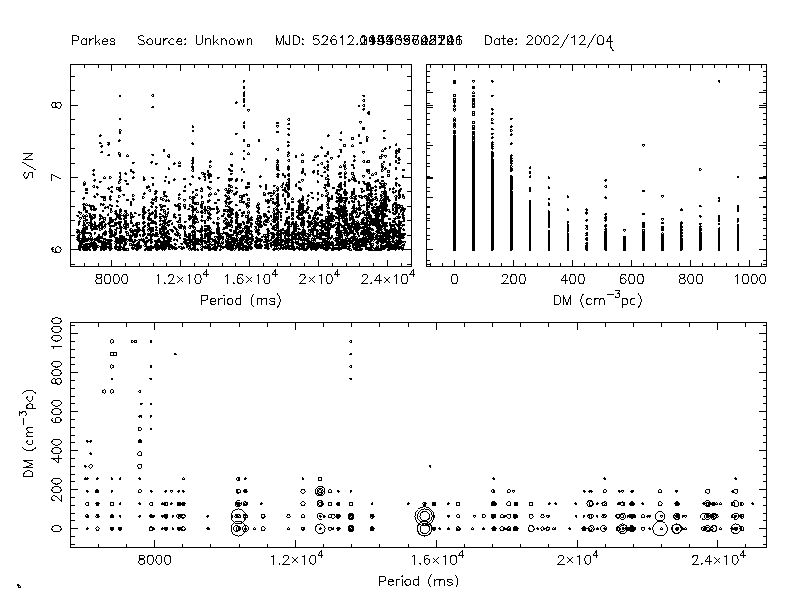 Parkes Source: Unknown MJD: Date: 2002/12/04
8
7
6
S/N
8000 1.2×10⁴ 1.6×10⁴ 2×10⁴ 2.4×10⁴
Period (ms)
0 200 400 600 800 1000
DM (cm⁻³pc)
1000
800
600
400
200
0
DM (cm⁻³pc)
8000 1.2×10⁴ 1.6×10⁴ 2×10⁴ 2.4×10⁴
Period (ms)